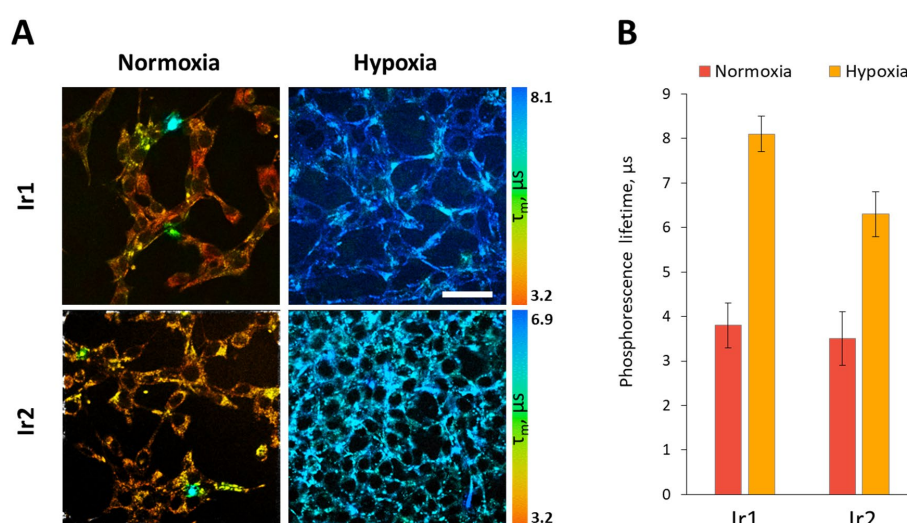 A
Normoxia
Hypoxia
Ir1
8.1
τm, μs
3.2
Ir2
6.9
τm, μs
3.2
B
Normoxia
Hypoxia
Phosphorescence lifetime, μs
9
8
7
6
5
4
3
2
1
0
Ir1
Ir2